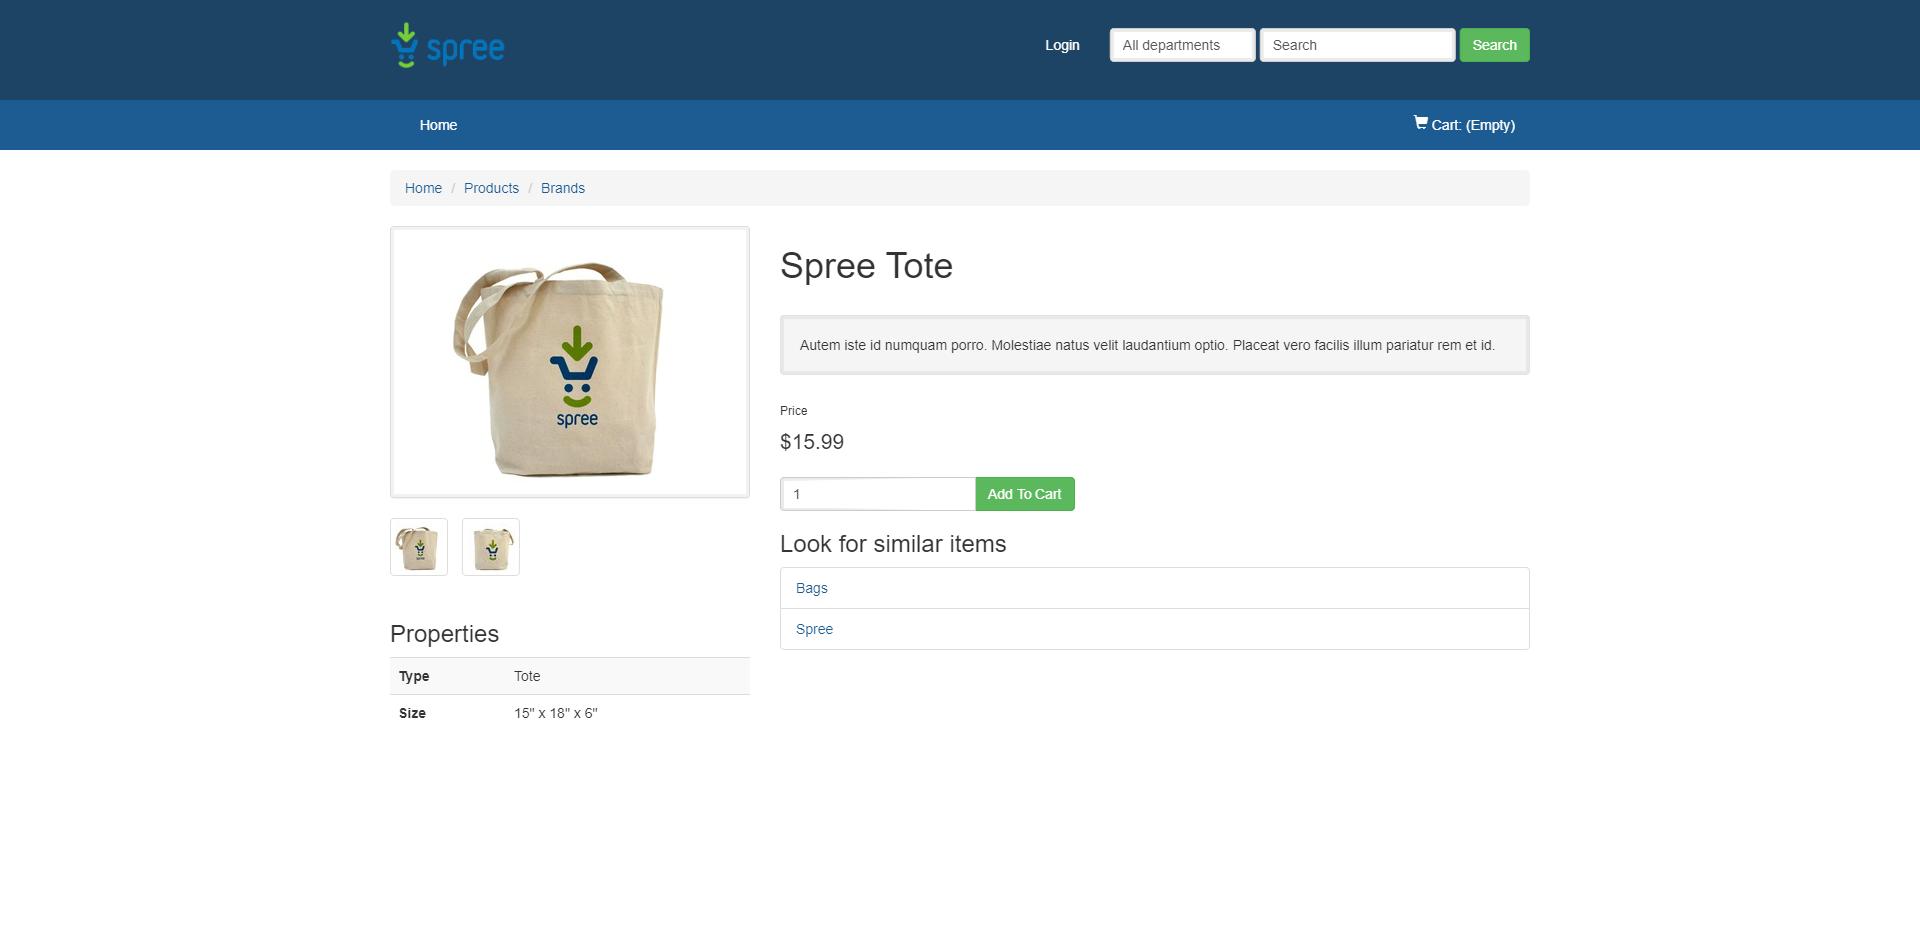 spree
Login
All departments
Search
Search
Home
Cart: (Empty)
Home / Products / Brands
spree
Spree Tote
Autem iste id numquam porro. Molestiae natus velit laudantium optio. Placeat vero facilis illum pariatur rem et id.
Price
$15.99
1
Add To Cart
Look for similar items
Bags
Spree
Properties
Type Tote
Size 15" x 18" x 6"